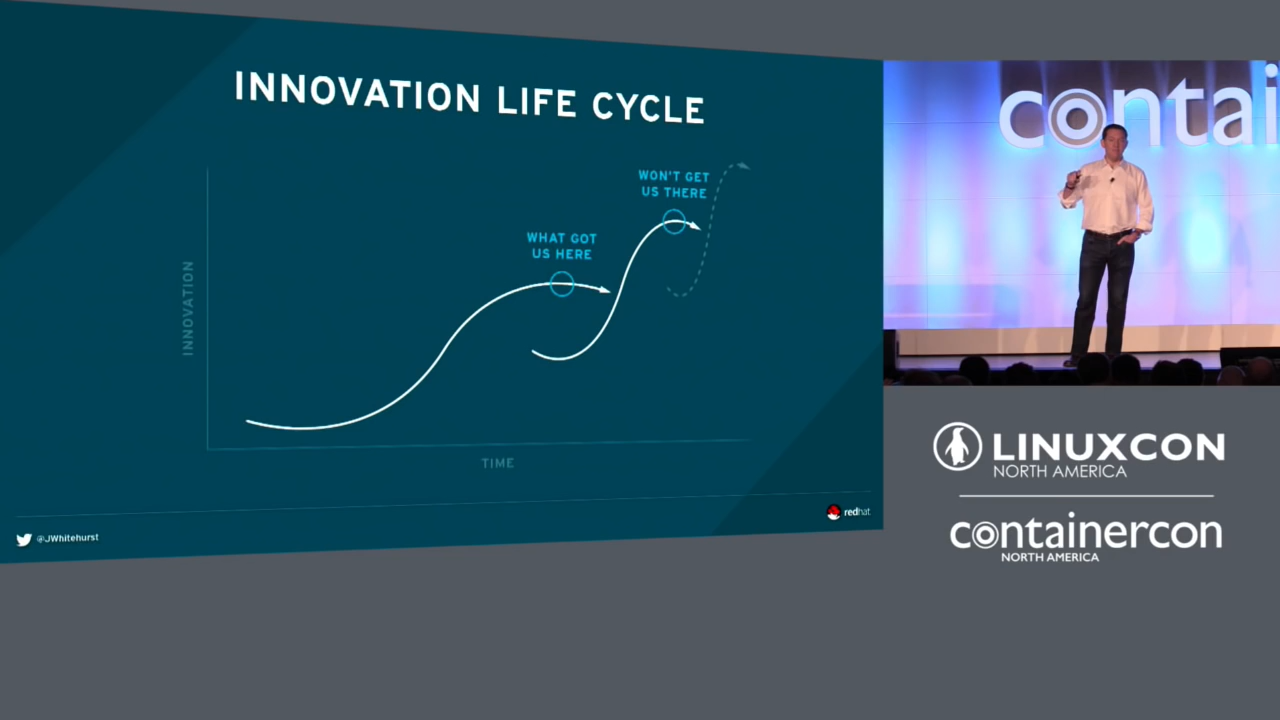 INNOVATION LIFE CYCLE
WON'T GET
US THERE
WHAT GOT
US HERE
INNOVATION
TIME
@JWhitehurst
redhat
contai
LINUXCON
NORTH AMERICA
containercon
NORTH AMERICA